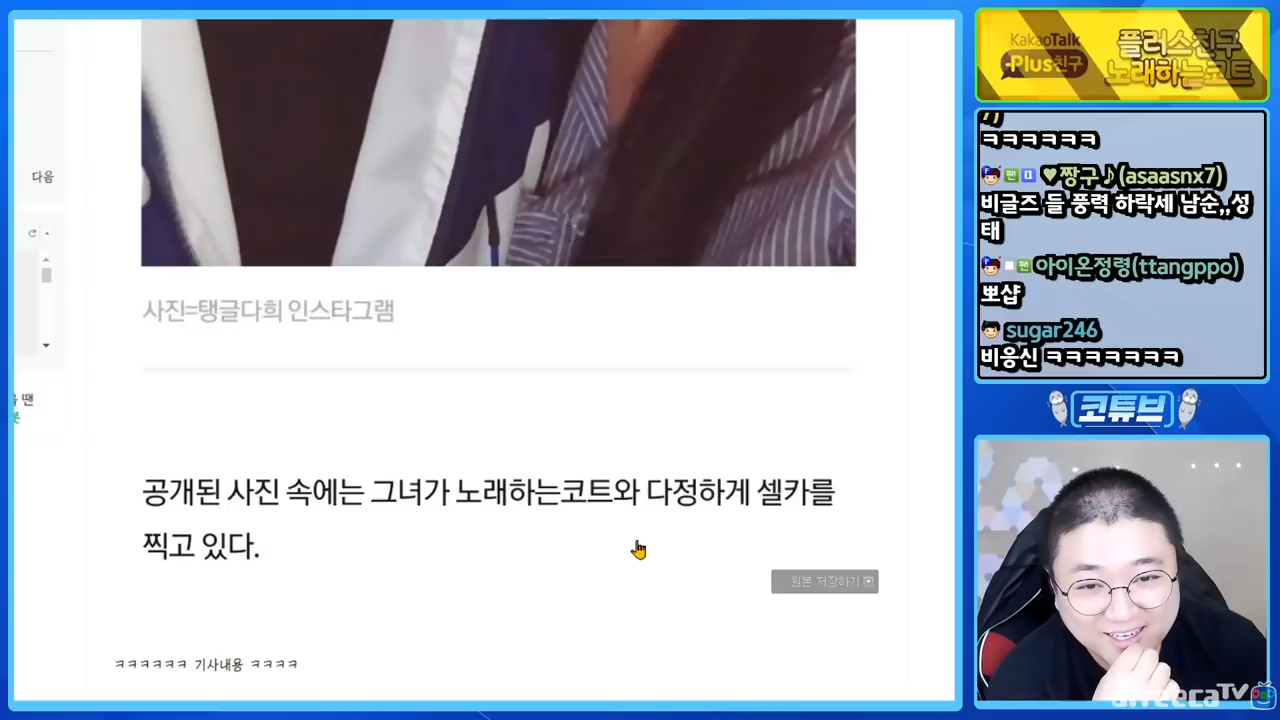 다음
땐
사진=탱글다희 인스타그램
공개된 사진 속에는 그녀가 노래하는코트와 다정하게 셀카를
찍고 있다.
원본 저장하기
ㅋㅋㅋㅋㅋㅋ 기사내용 ㅋㅋㅋㅋ
KakaoTalk
Plus친구
플러스친구
노래하는코트
ㅋㅋㅋㅋㅋㅋ
팬 ♥짱구♪(asaasnx7)
비글즈 들 풍력 하락세 남순,,성
태
팬 아이온정령(ttangppo)
뽀샵
sugar246
비응신 ㅋㅋㅋㅋㅋㅋㅋ
코튜브
afreecaTV